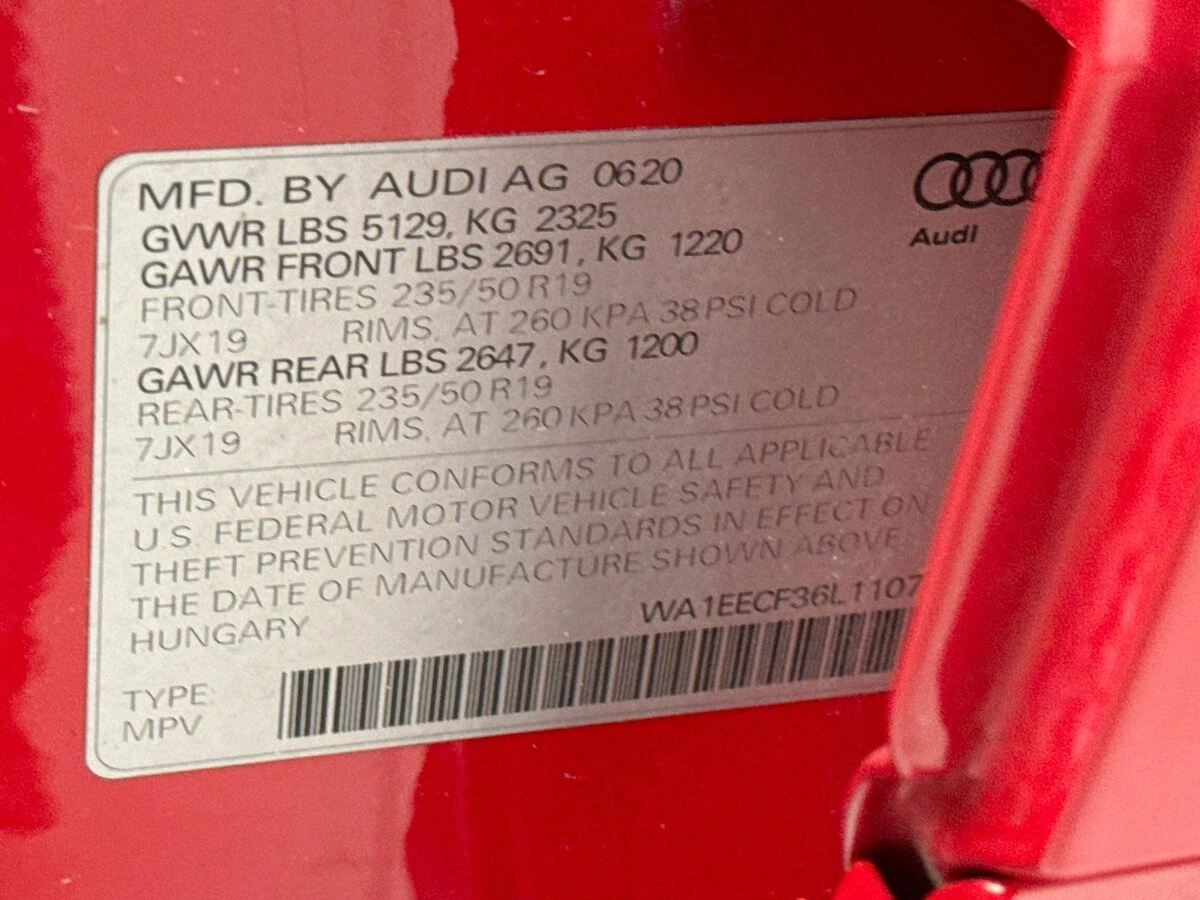 MFD. BY AUDI AG 0620
GVWR LBS 5129, KG 2325
GAWR FRONT LBS 2691, KG 1220
FRONT-TIRES 235/50 R19
7JX19 RIMS, AT 260 KPA 38 PSI COLD
GAWR REAR LBS 2647, KG 1200
REAR-TIRES 235/50 R19
7JX19 RIMS, AT 260 KPA 38 PSI COLD
Audi
THIS VEHICLE CONFORMS TO ALL APPLICABLE
U.S. FEDERAL MOTOR VEHICLE SAFETY AND
THEFT PREVENTION STANDARDS IN EFFECT ON
THE DATE OF MANUFACTURE SHOWN ABOVE
HUNGARY WA1EECF36L1107
TYPE:
MPV